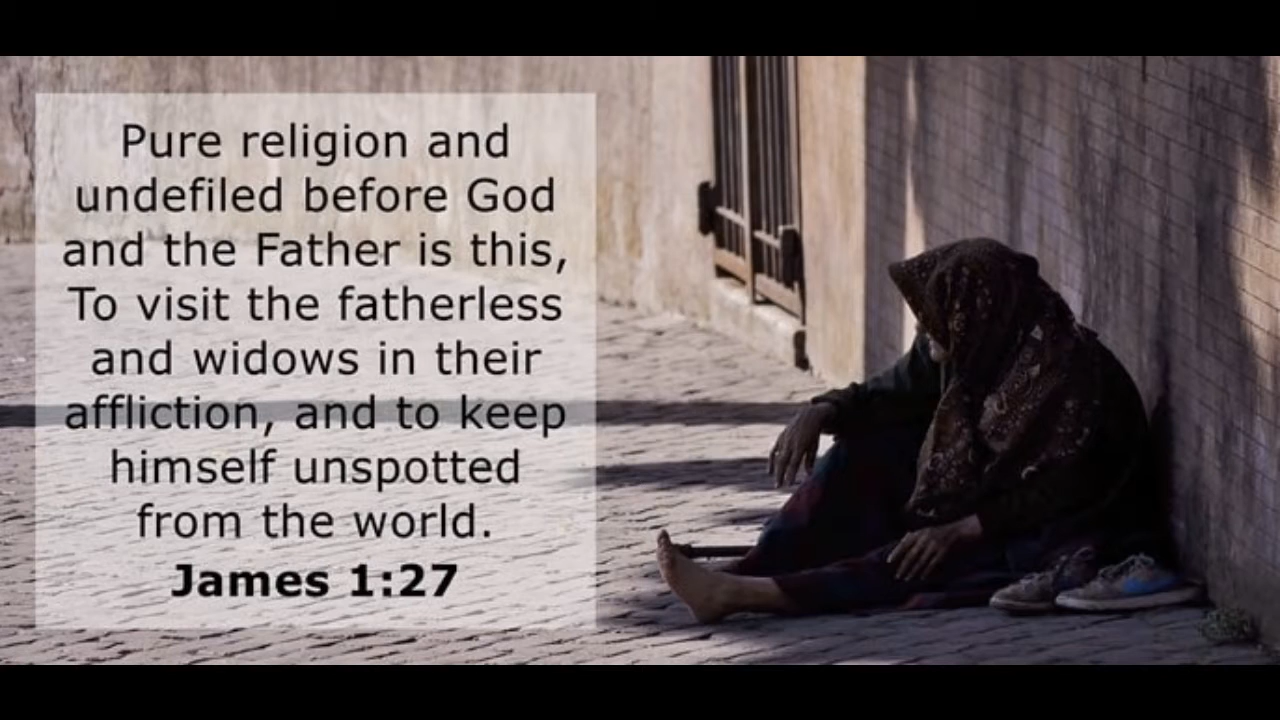 Pure religion and
undefiled before God
and the Father is this,
To visit the fatherless
and widows in their
affliction, and to keep
himself unspotted
from the world.
James 1:27